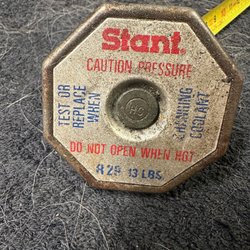 Stant®
CAUTION PRESSURE
TEST OR
REPLACE
WHEN
CHANGING
COOLANT
DO NOT OPEN WHEN HOT
R29 13 LBS